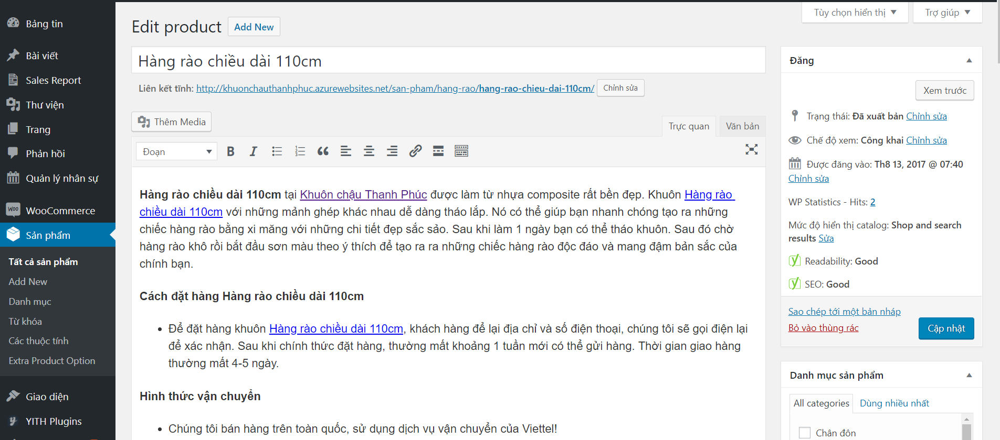 Bảng tin
Bài viết
Sales Report
Thư viện
Trang
Phản hồi
Quản lý nhân sự
Woo WooCommerce
Sản phẩm
Tất cả sản phẩm
Add New
Danh mục
Từ khóa
Các thuộc tính
Extra Product Option
Giao diện
YITH Plugins
Tùy chọn hiển thị
Trợ giúp
Edit product Add New
Hàng rào chiều dài 110cm
Liên kết tĩnh: http://khuonchauthanhphuc.azurewebsites.net/san-pham/hang-rao/hang-rao-chieu-dai-110cm/ Chỉnh sửa
Thêm Media
Trực quan Văn bản
Đoạn
Hàng rào chiều dài 110cm tại Khuôn chậu Thanh Phúc được làm từ nhựa composite rất bền đẹp. Khuôn Hàng rào
chiều dài 110cm với những mảnh ghép khác nhau dễ dàng tháo lắp. Nó có thể giúp bạn nhanh chóng tạo ra những
chiếc hàng rào bằng xi măng với những chi tiết đẹp sắc sảo. Sau khi làm 1 ngày bạn có thể tháo khuôn. Sau đó chờ
hàng rào khô rồi bắt đầu sơn màu theo ý thích để tạo ra ra những chiếc hàng rào độc đáo và mang đậm bản sắc của
chính bạn.
Cách đặt hàng Hàng rào chiều dài 110cm
Để đặt hàng khuôn Hàng rào chiều dài 110cm, khách hàng để lại địa chỉ và số điện thoại, chúng tôi sẽ gọi điện lại
để xác nhận. Sau khi chính thức đặt hàng, thường mất khoảng 1 tuần mới có thể gửi hàng. Thời gian giao hàng
thường mất 4-5 ngày.
Hình thức vận chuyển
Chúng tôi bán hàng trên toàn quốc, sử dụng dịch vụ vận chuyển của Viettel!
Đăng
Xem trước
Trạng thái: Đã xuất bản Chỉnh sửa
Chế độ xem: Công khai Chỉnh sửa
Được đăng vào: Th8 13, 2017 @ 07:40
Chỉnh sửa
WP Statistics - Hits: 2
Mức độ hiển thị catalog: Shop and search
results Sửa
Readability: Good
SEO: Good
Sao chép tới một bản nháp
Bỏ vào thùng rác
Cập nhật
Danh mục sản phẩm
All categories Dùng nhiều nhất
Chân đôn